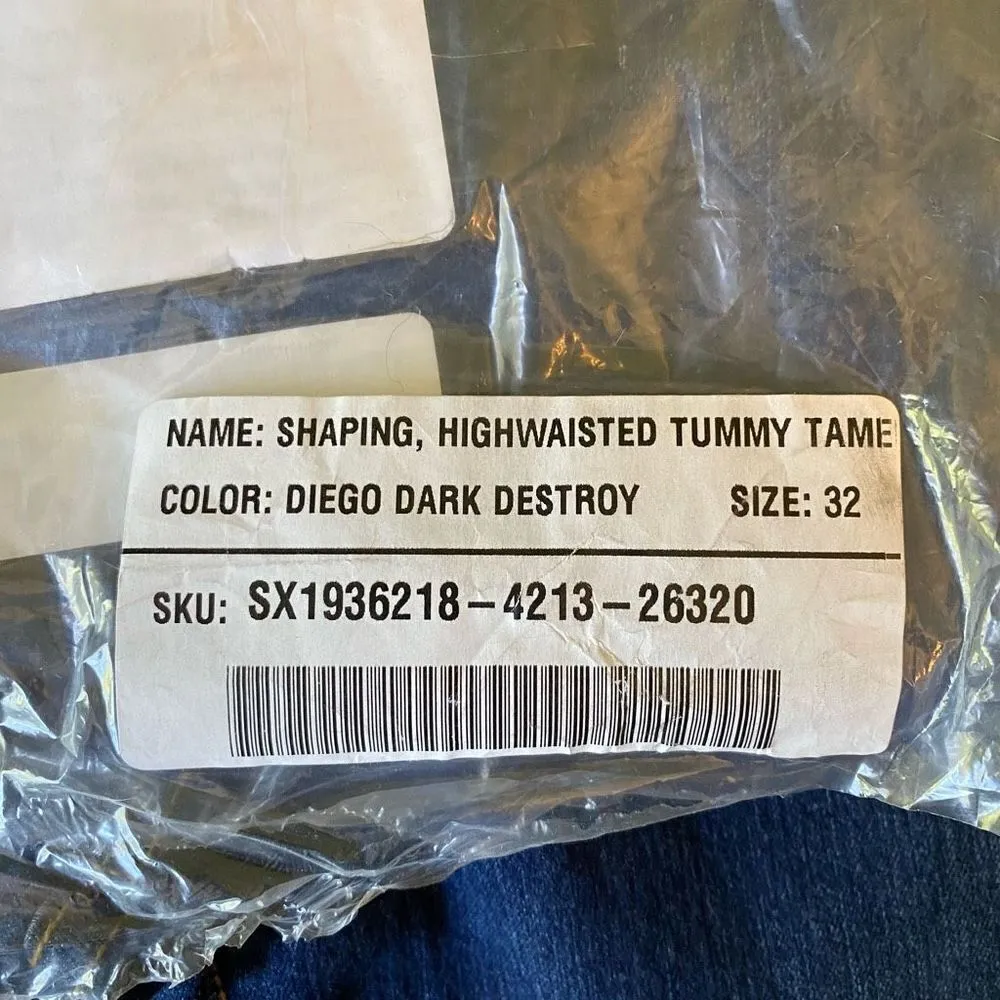 NAME: SHAPING, HIGHWAISTED TUMMY TAME
COLOR: DIEGO DARK DESTROY SIZE: 32
SKU: SX1936218-4213-26320